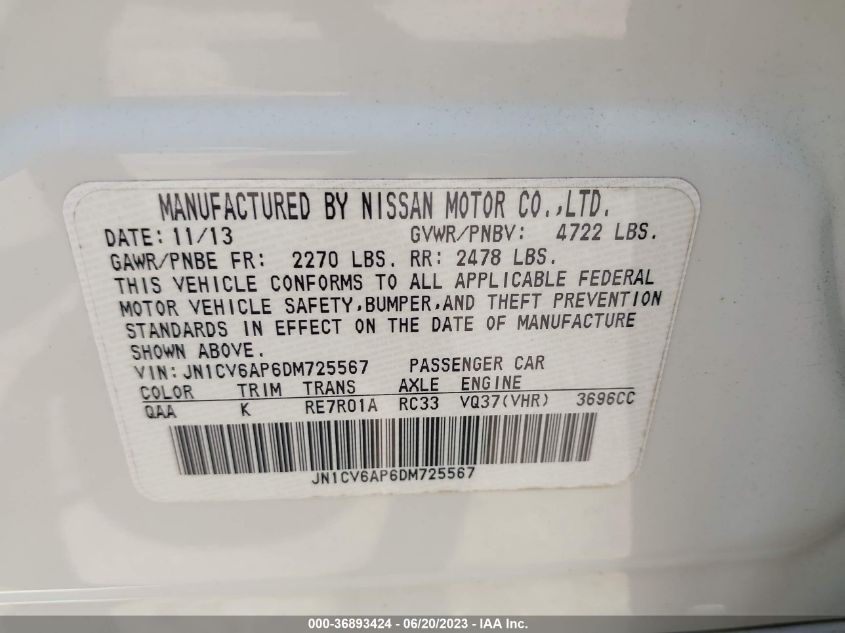 MANUFACTURED BY NISSAN MOTOR CO.,LTD.
DATE: 11/13 GVWR/PNBV: 4722 LBS.
GAWR/PNBE FR: 2270 LBS. RR: 2478 LBS.
THIS VEHICLE CONFORMS TO ALL APPLICABLE FEDERAL
MOTOR VEHICLE SAFETY,BUMPER,AND THEFT PREVENTION
STANDARDS IN EFFECT ON THE DATE OF MANUFACTURE
SHOWN ABOVE.
VIN: JN1CV6AP6DM725567 PASSENGER CAR
COLOR TRIM TRANS AXLE ENGINE
QAA K RE7R01A RC33 VQ37(VHR) 3696CC
JN1CV6AP6DM725567
000-36893424 - 06/20/2023 - IAA Inc.